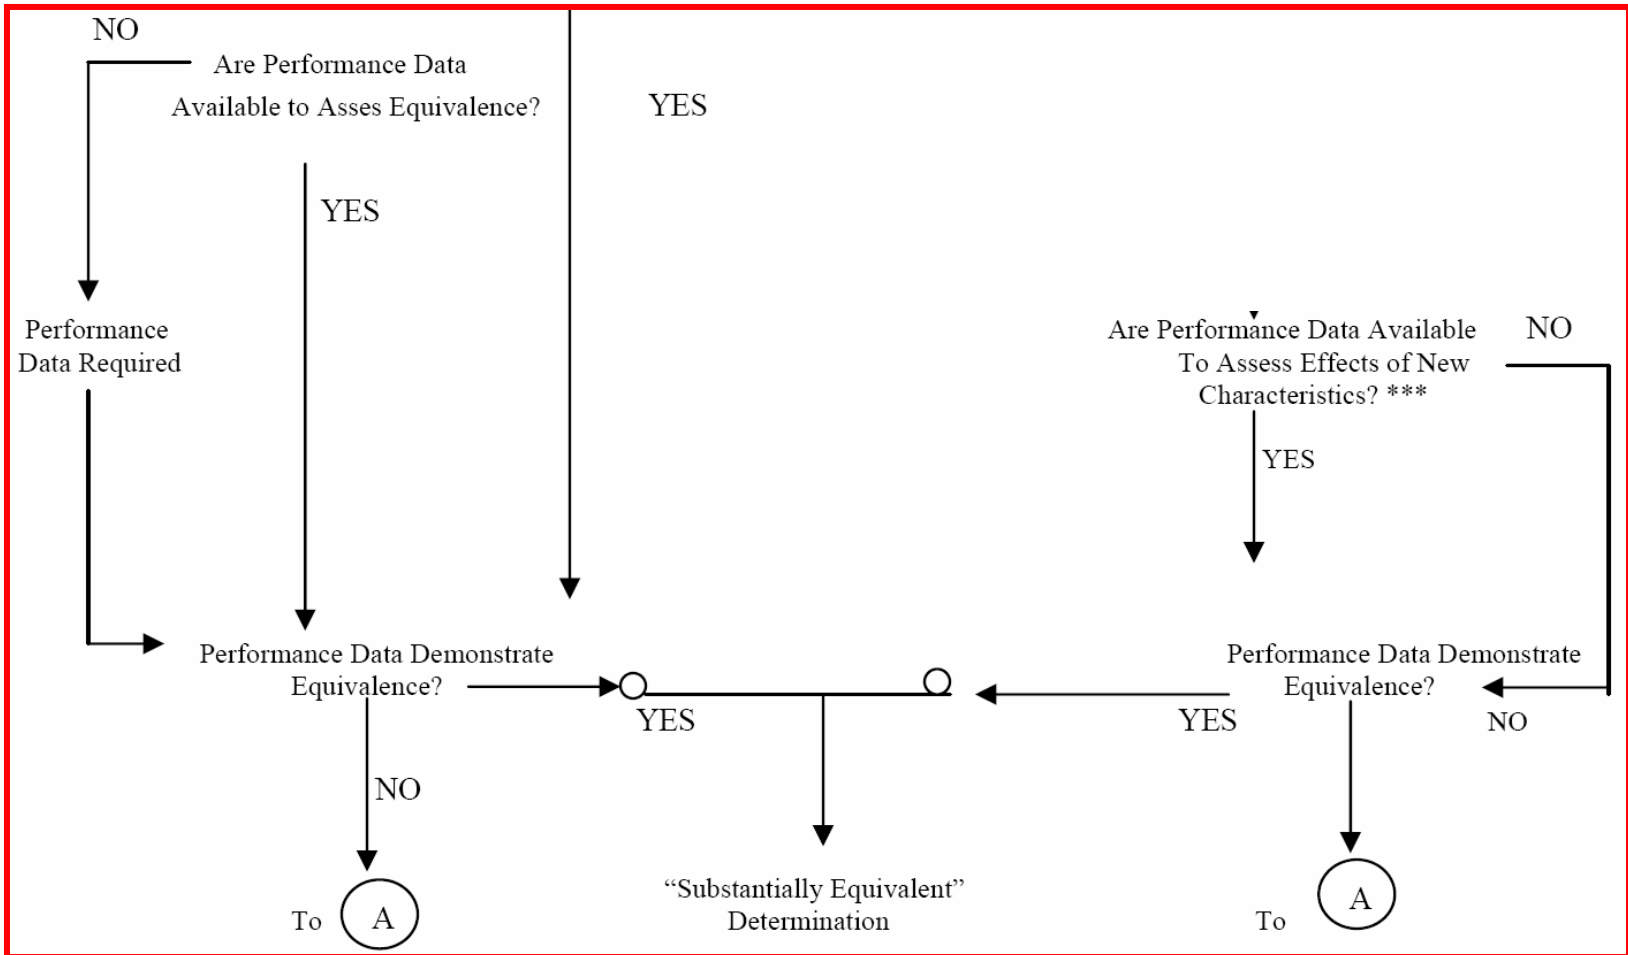 NO
Are Performance Data
Available to Asses Equivalence?
YES
YES
Performance
Data Required
Are Performance Data Available
To Assess Effects of New
Characteristics? ***
NO
YES
Performance Data Demonstrate
Equivalence?
YES
NO
Performance Data Demonstrate
Equivalence?
YES
NO
To A
“Substantially Equivalent”
Determination
To A